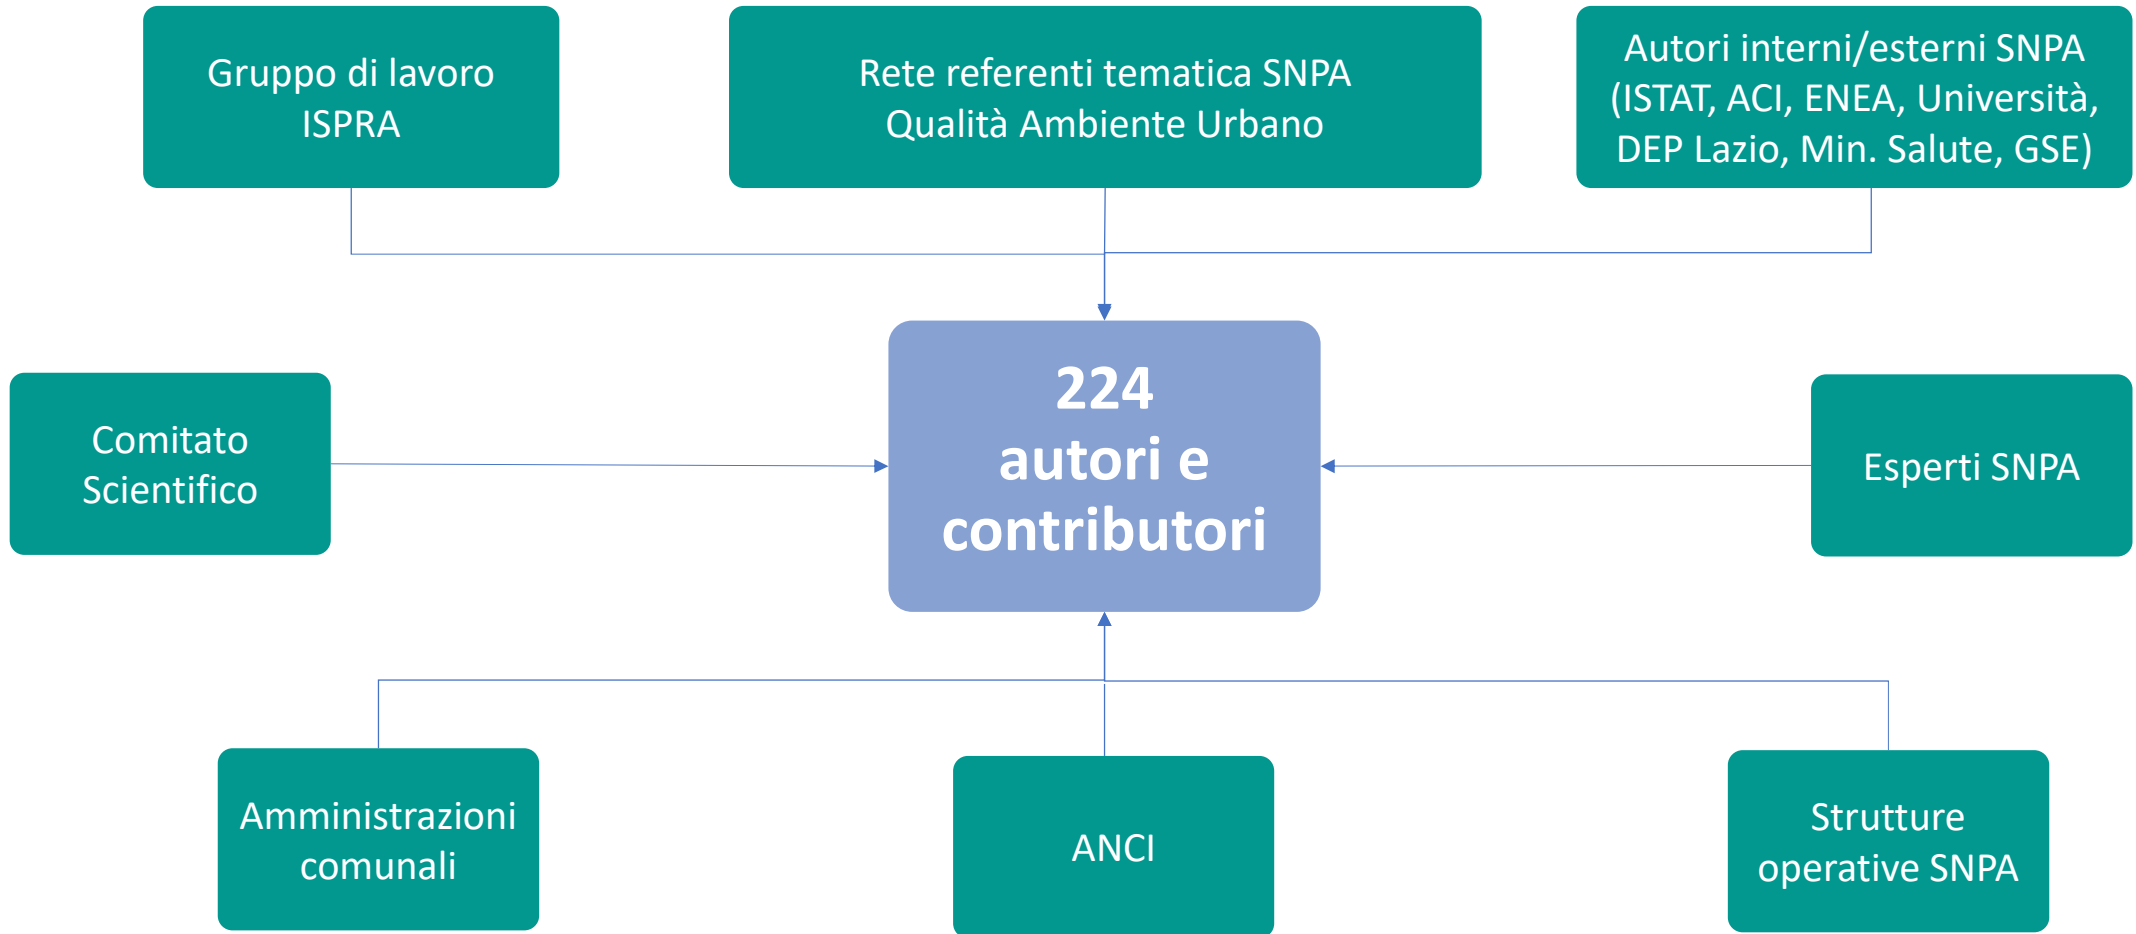 Gruppo di lavoro
ISPRA
Rete referenti tematica SNPA
Qualità Ambiente Urbano
Autori interni/esterni SNPA
(ISTAT, ACI, ENEA, Università,
DEP Lazio, Min. Salute, GSE)
Comitato
Scientifico
224
autori e
contributori
Esperti SNPA
Amministrazioni
comunali
ANCI
Strutture
operative SNPA